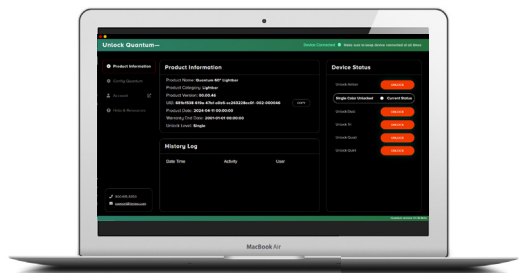 Unlock Quantum—
Device Connected
Make sure to keep device connected at all times
Product Information
Config Quantum
Account
Help & Resources
Product Information
Product Name: Quantum 60" Lightbar
Product Category: Lightbar
Product Version: 00.00.46
COPY
Product Date: 2024-04-11 00:00:00
Warranty End Date: 2001-01-01 00:00:00
Unlock Level: Single
History Log
Date Time Activity User
Device Status
Unlock Amber UNLOCK
Single Color Unlocked Current Status
Unlock Duo UNLOCK
Unlock Tri UNLOCK
Unlock Quad UNLOCK
UNLOCK
MacBook Air